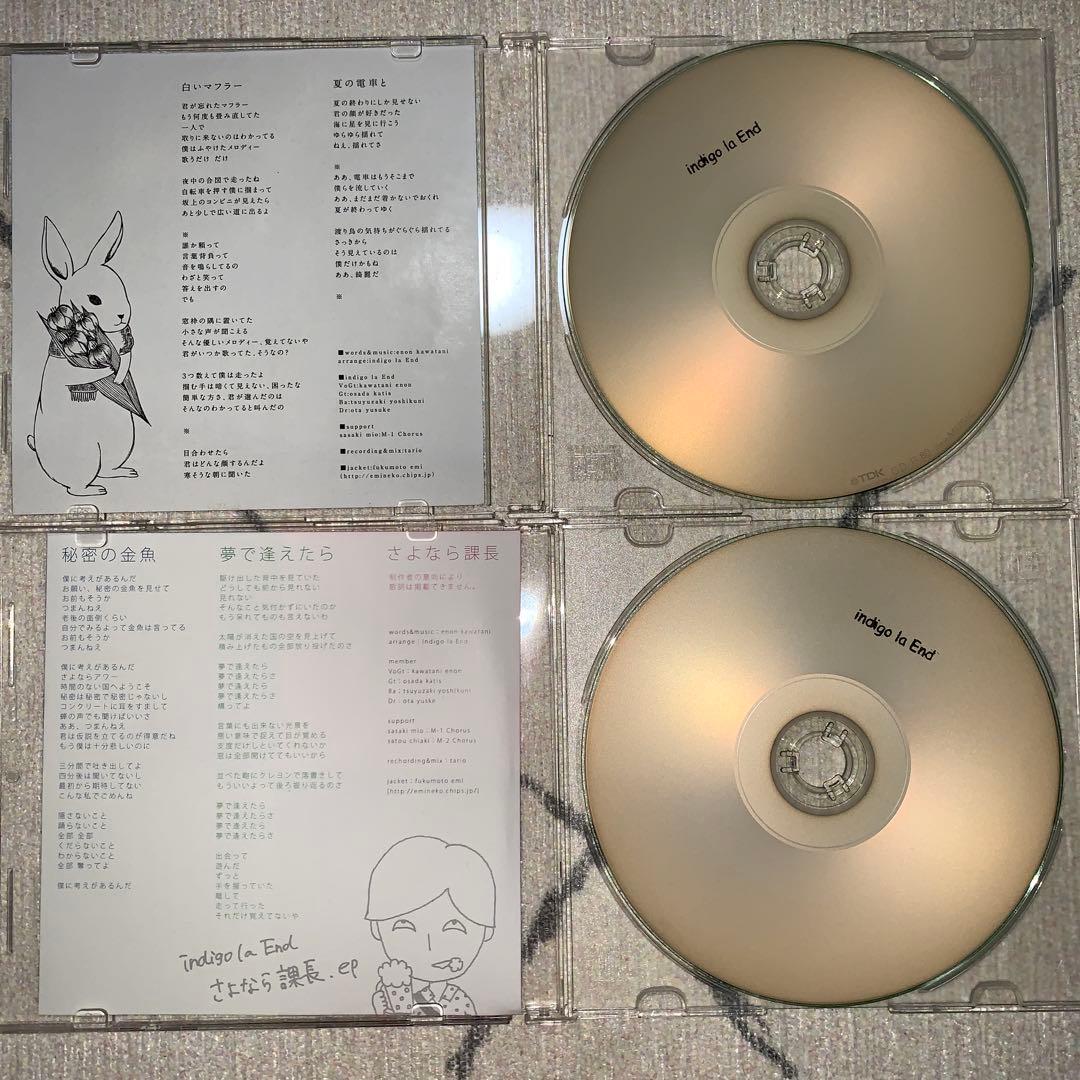 白いマフラー
君が忘れたマフラー
もう何度も畳み直してた
一人で
取りに来ないのはわかってる
僕はふやけたメロディー
歌うだけ だけ
夜中の合図で走ったね
自転車を押す僕に掴まって
坂上のコンビニが見えたら
あと少しで広い道に出るよ
※
誰か願って
言葉背負って
音を鳴らしてるの
わざと笑って
答えを出すの
でも
窓枠の隅に置いてた
小さな声が聞こえる
そんな優しいメロディー、覚えてないや
君がいつか歌ってた、そうなの?
3つ数えて僕は走ったよ
掴む手は暗くて見えない、困ったな
簡単な方さ、君が選んだのは
そんなのわかってると叫んだの
※
目合わせたら
君はどんな顔するんだよ
寒そうな朝に聞いた
夏の電車と
夏の終わりにしか見せない
君の顔が好きだった
海に星を見に行こう
ゆらゆら揺れて
ねえ、揺れてさ
※
ああ、電車はもうそこまで
僕らを流していく
ああ、まだまだ着かないでおくれ
夏が終わってゆく
渡り鳥の気持ちがぐらぐら揺れてる
さっきから
そう見えているのは
僕だけかもね
ああ、綺麗だ
※
■words&music:enon kawatani
arrange:indigo la End
■indigo la End
VoGt:kawatani enon
Gt:osada katis
Ba:tsuyuzaki yoshikuni
Dr:ota yusuke
■support
sasaki mio:M-1 Chorus
■recording&mix:tario
■jacket:fukumoto emi
(http://emineko.chips.jp)
indigo la End
©TDK
秘密の金魚
僕に考えがあるんだ
お願い、秘密の金魚を見せて
お前もそうか
つまんねえ
老後の面倒くらい
自分でみるよって金魚は言ってる
お前もそうか
つまんねえ
僕に考えがあるんだ
さよならアワー
時間のない国へようこそ
秘密は秘密で秘密じゃないし
コンクリートに耳をすまして
蝉の声でも聞けばいいさ
ああ、つまんねえ
君は仮説を立てるのが得意だね
もう僕は十分悲しいのに
三分間で吐き出してよ
四分後は聞いてないし
最初から期待してない
こんな私でごめんね
隠さないこと
踊らないこと
全部 全部
くだらないこと
わからないこと
全部 奪ってよ
僕に考えがあるんだ
夢で逢えたら
駆け出した背中を見ていた
どうしても前から見れない
見れない
そんなこと気付かずにいたのか
もう呆れてものも言えないわ
太陽が消えた国の空を見上げて
積み上げたもの全部放り投げたのさ
夢で逢えたら
夢で逢えたらさ
夢で逢えたら
夢で逢えたらさ
構ってよ
言葉にも出来ない光景を
悪い意味で捉えて目が覚める
支度だけしといてくれないか
窓は全部開けててもいいから
並べた鞄にクレヨンで落書きして
もういいよって後ろ振り返るのさ
夢で逢えたら
夢で逢えたらさ
夢で逢えたら
夢で逢えたらさ
出会って
遊んだ
ずっと
手を握っていた
離して
走って行った
それだけ覚えてないや
さよなら課長
制作者の意向により
歌詞は掲載できません。
words&music : enon kawatani
arrange : indigo la End
member
VoGt : kawatani enon
Gt : osada katis
Ba : tsuyuzaki yoshikuni
Dr : ota yuske
support
sasaki mio : M-1 Chorus
satou chiaki : M-2 Chorus
rechording&mix : tario
jacket : fukumoto emi
[http://emineko.chips.jp/]
indigo la End
さよなら課長.ep
indigo la End